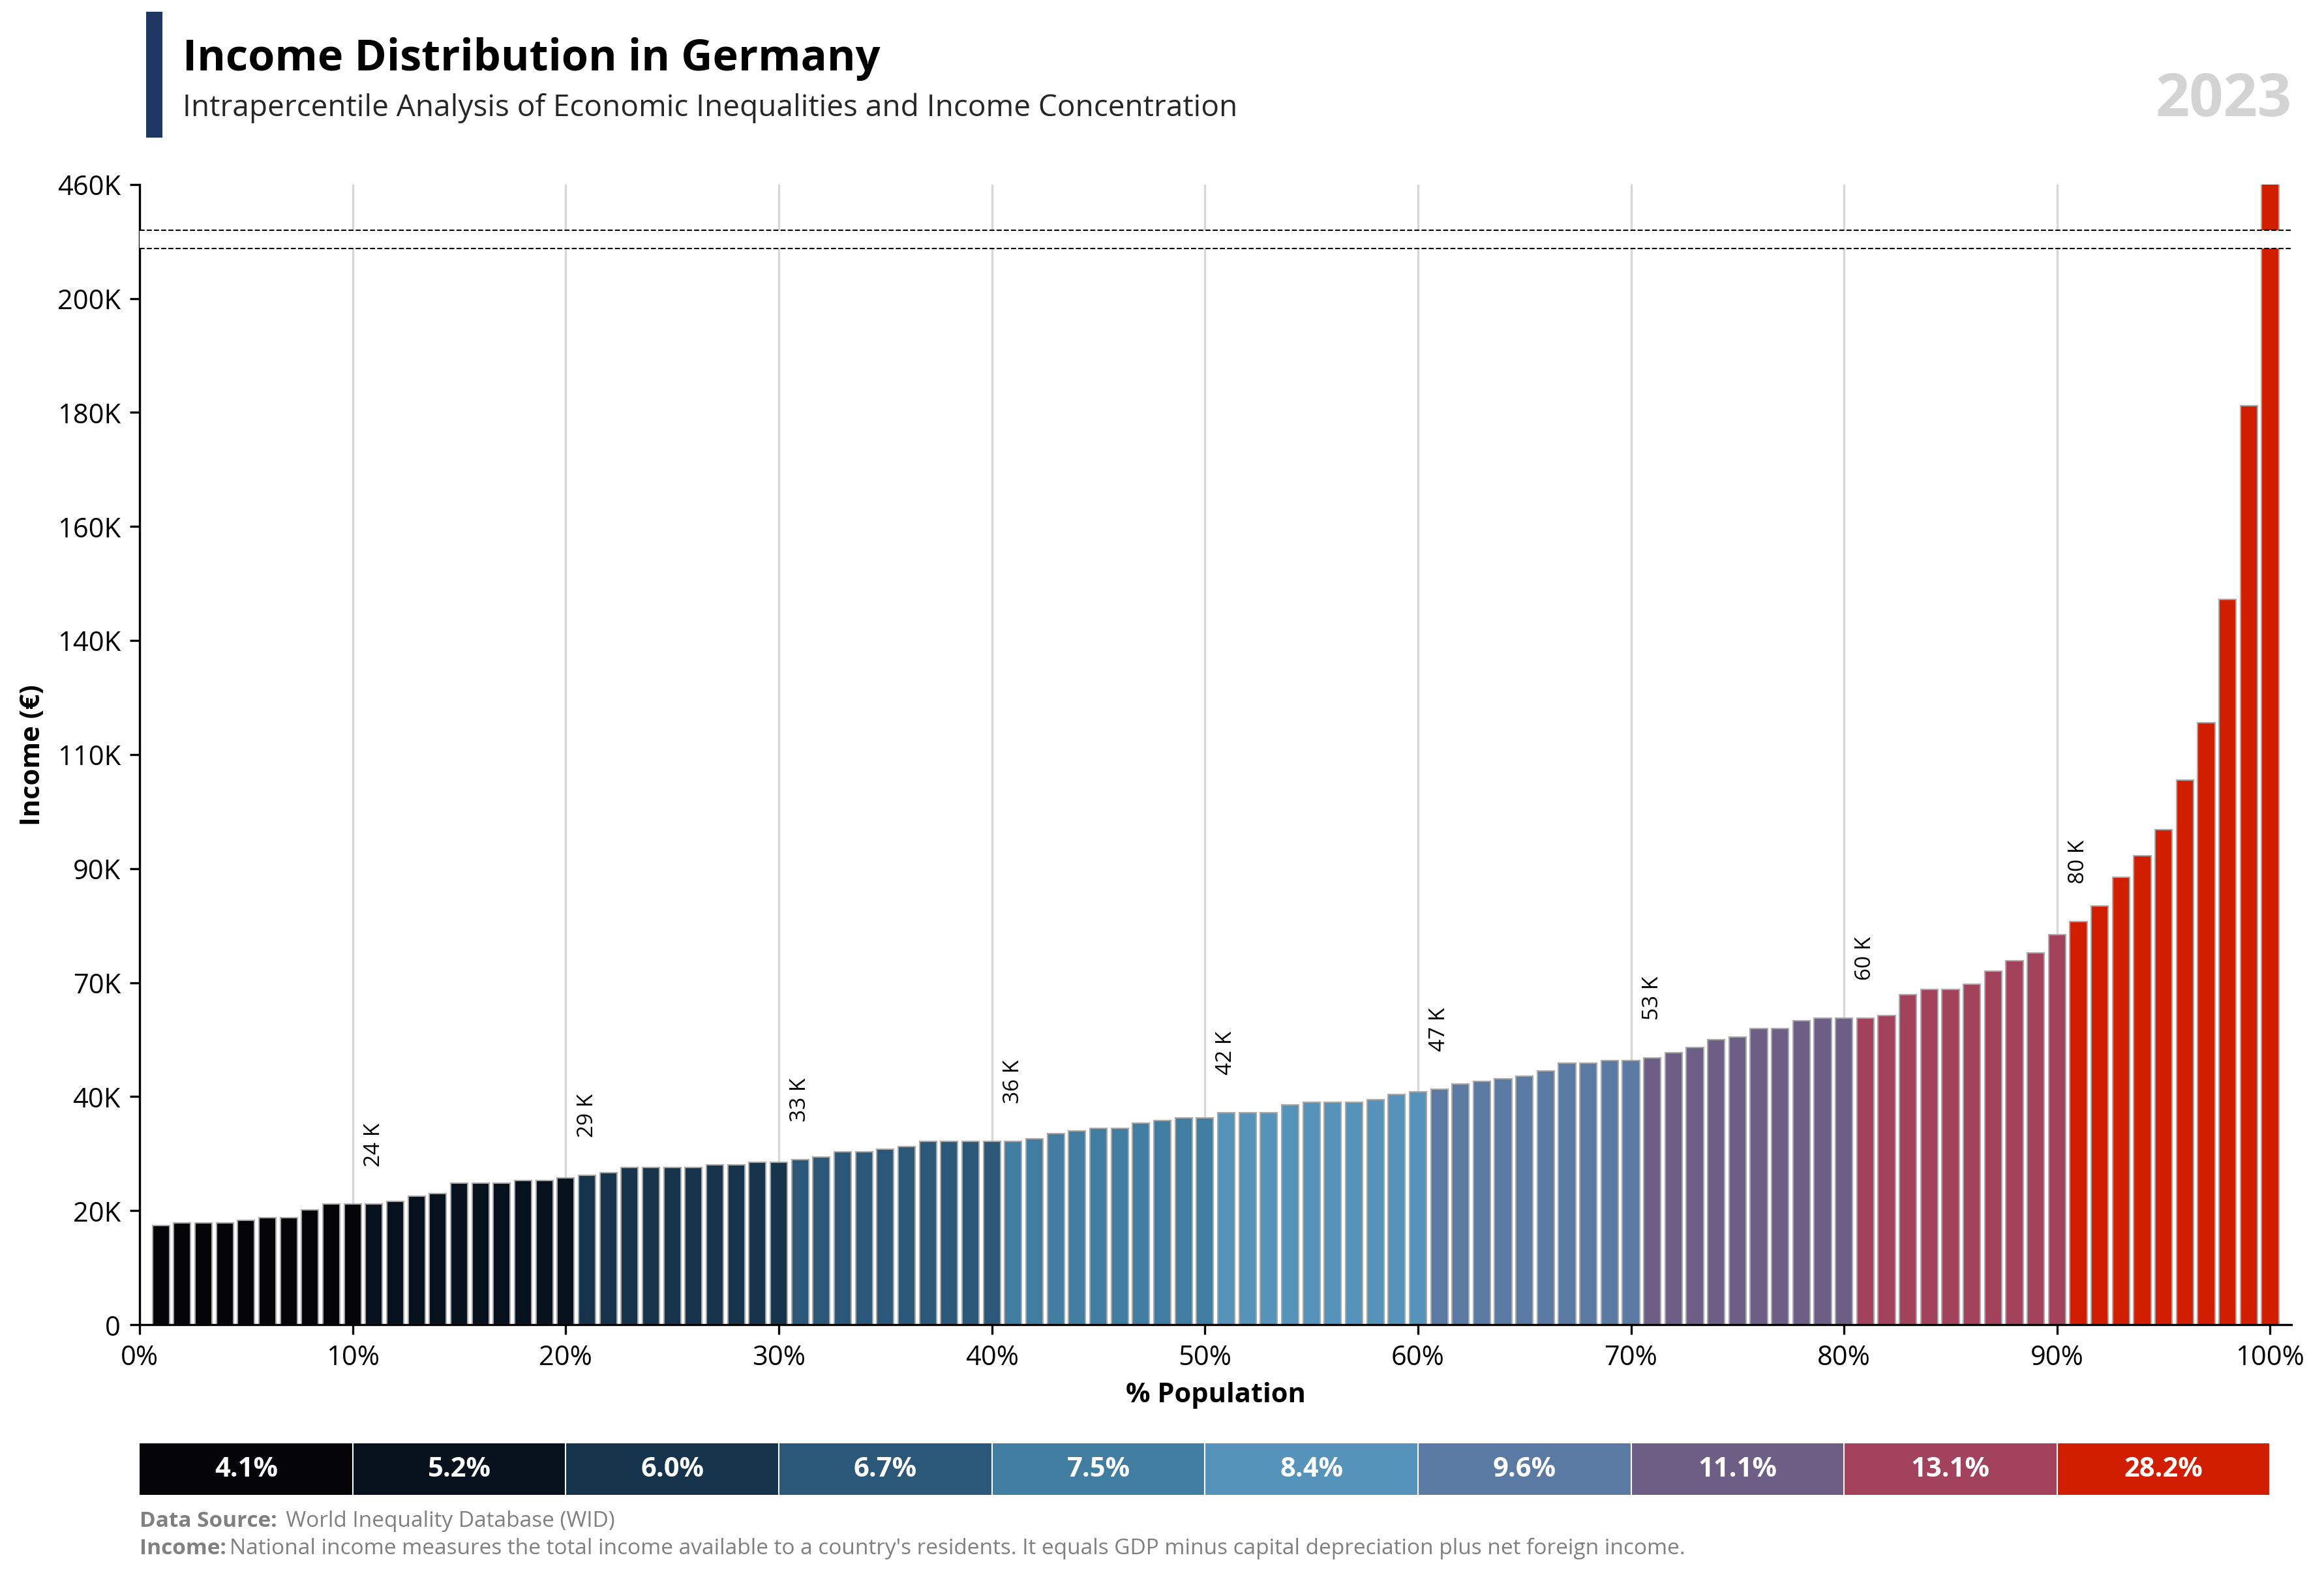 Income Distribution in Germany
Intrapercentile Analysis of Economic Inequalities and Income Concentration
2023
460K
200K
180K
160K
140K
110K
90K
70K
40K
20K
0
Income (€)
24 K
29 K
33 K
36 K
42 K
47 K
53 K
60 K
80 K
0% 10% 20% 30% 40% 50% 60% 70% 80% 90% 100%
% Population
4.1% 5.2% 6.0% 6.7% 7.5% 8.4% 9.6% 11.1% 13.1% 28.2%
Data Source: World Inequality Database (WID)
Income: National income measures the total income available to a country's residents. It equals GDP minus capital depreciation plus net foreign income.